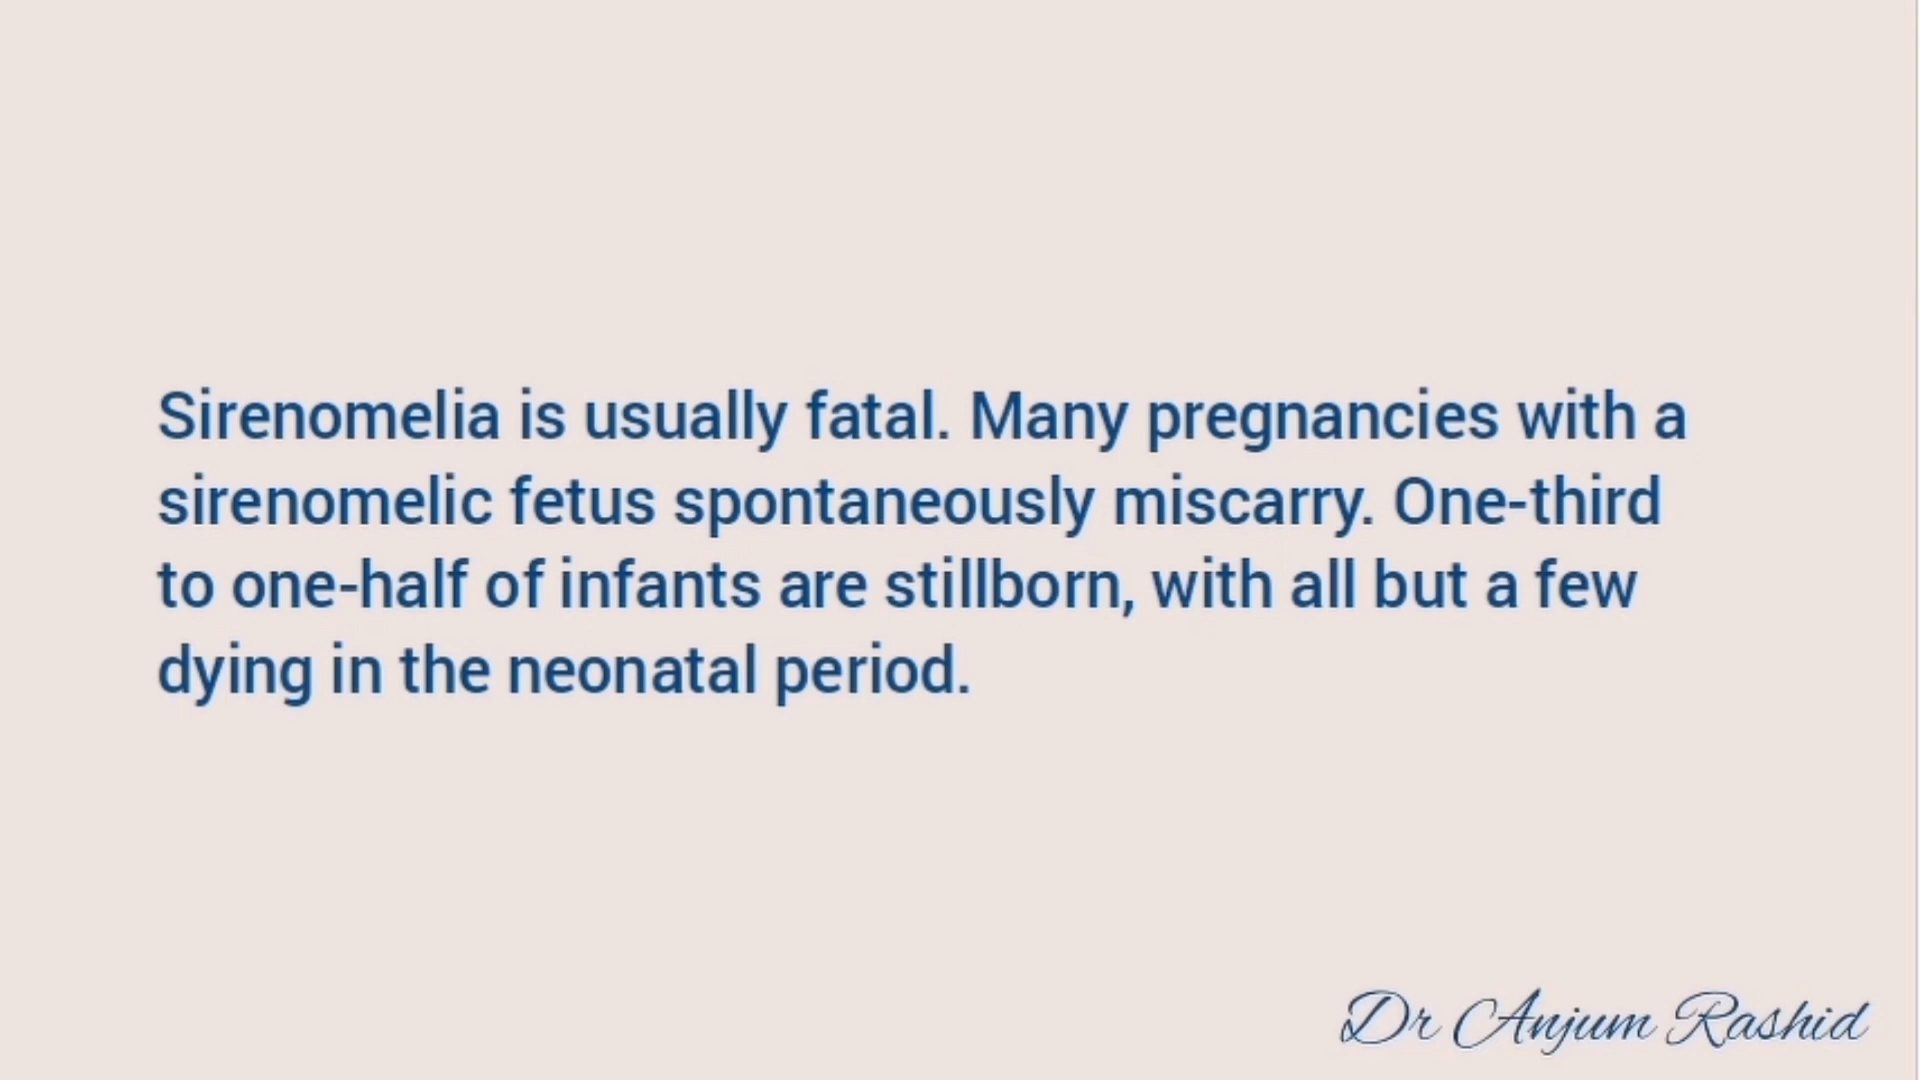 Sirenomelia is usually fatal. Many pregnancies with a
sirenomelic fetus spontaneously miscarry. One-third
to one-half of infants are stillborn, with all but a few
dying in the neonatal period.
Dr Anjum Rashid